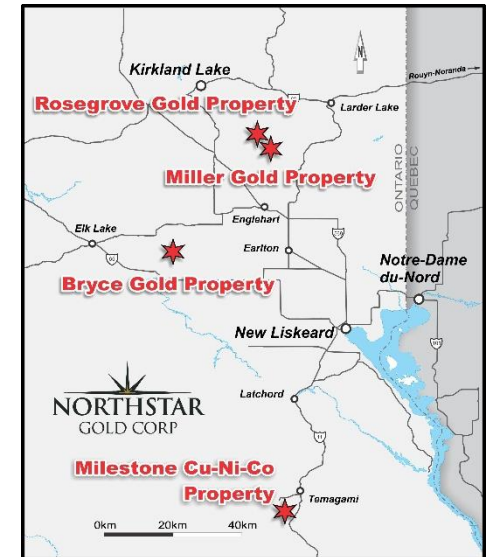 N
Kirkland Lake
Rouyn-Noranda
Rosegrove Gold Property
Larder Lake
Miller Gold Property
ONTARIO
QUEBEC
Englehart
Elk Lake
Earlton
Notre-Dame
du-Nord
Bryce Gold Property
New Liskeard
Latchord
NORTHSTAR
GOLD CORP
11
Milestone Cu-Ni-Co
Property
Temagami
0km 20km 40km